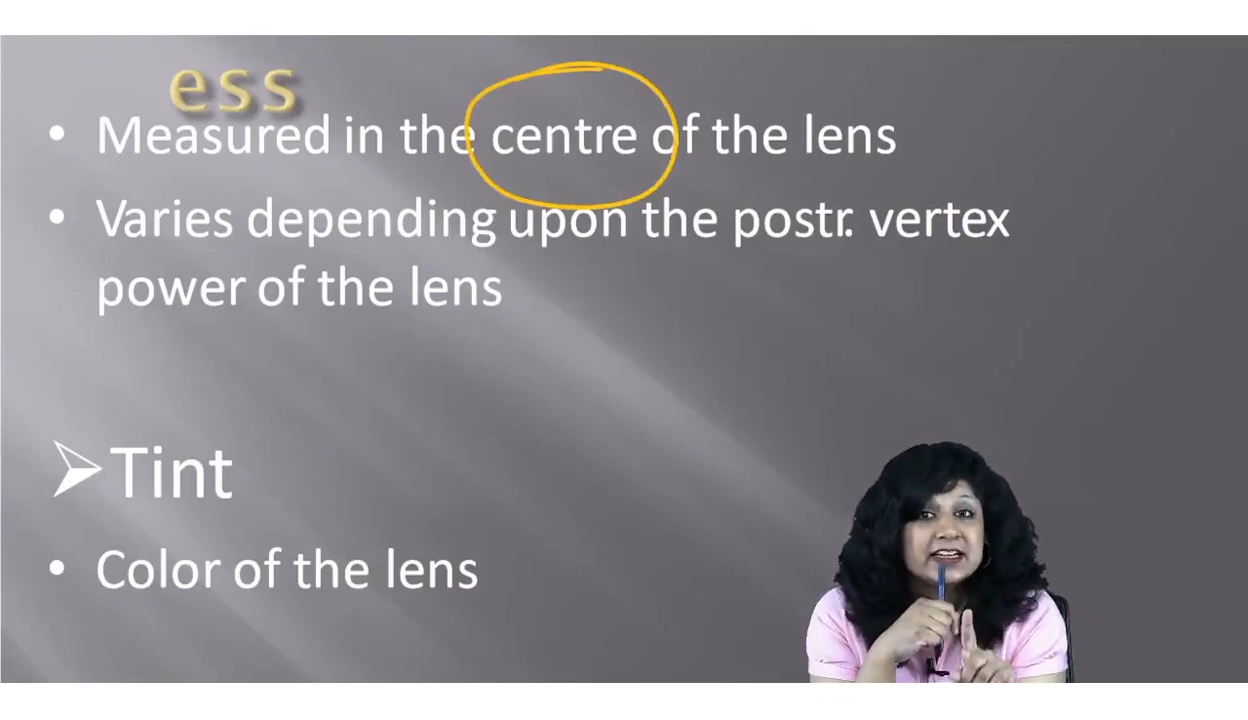 ess
• Measured in the centre of the lens
• Varies depending upon the postr. vertex
power of the lens
➢Tint
• Color of the lens